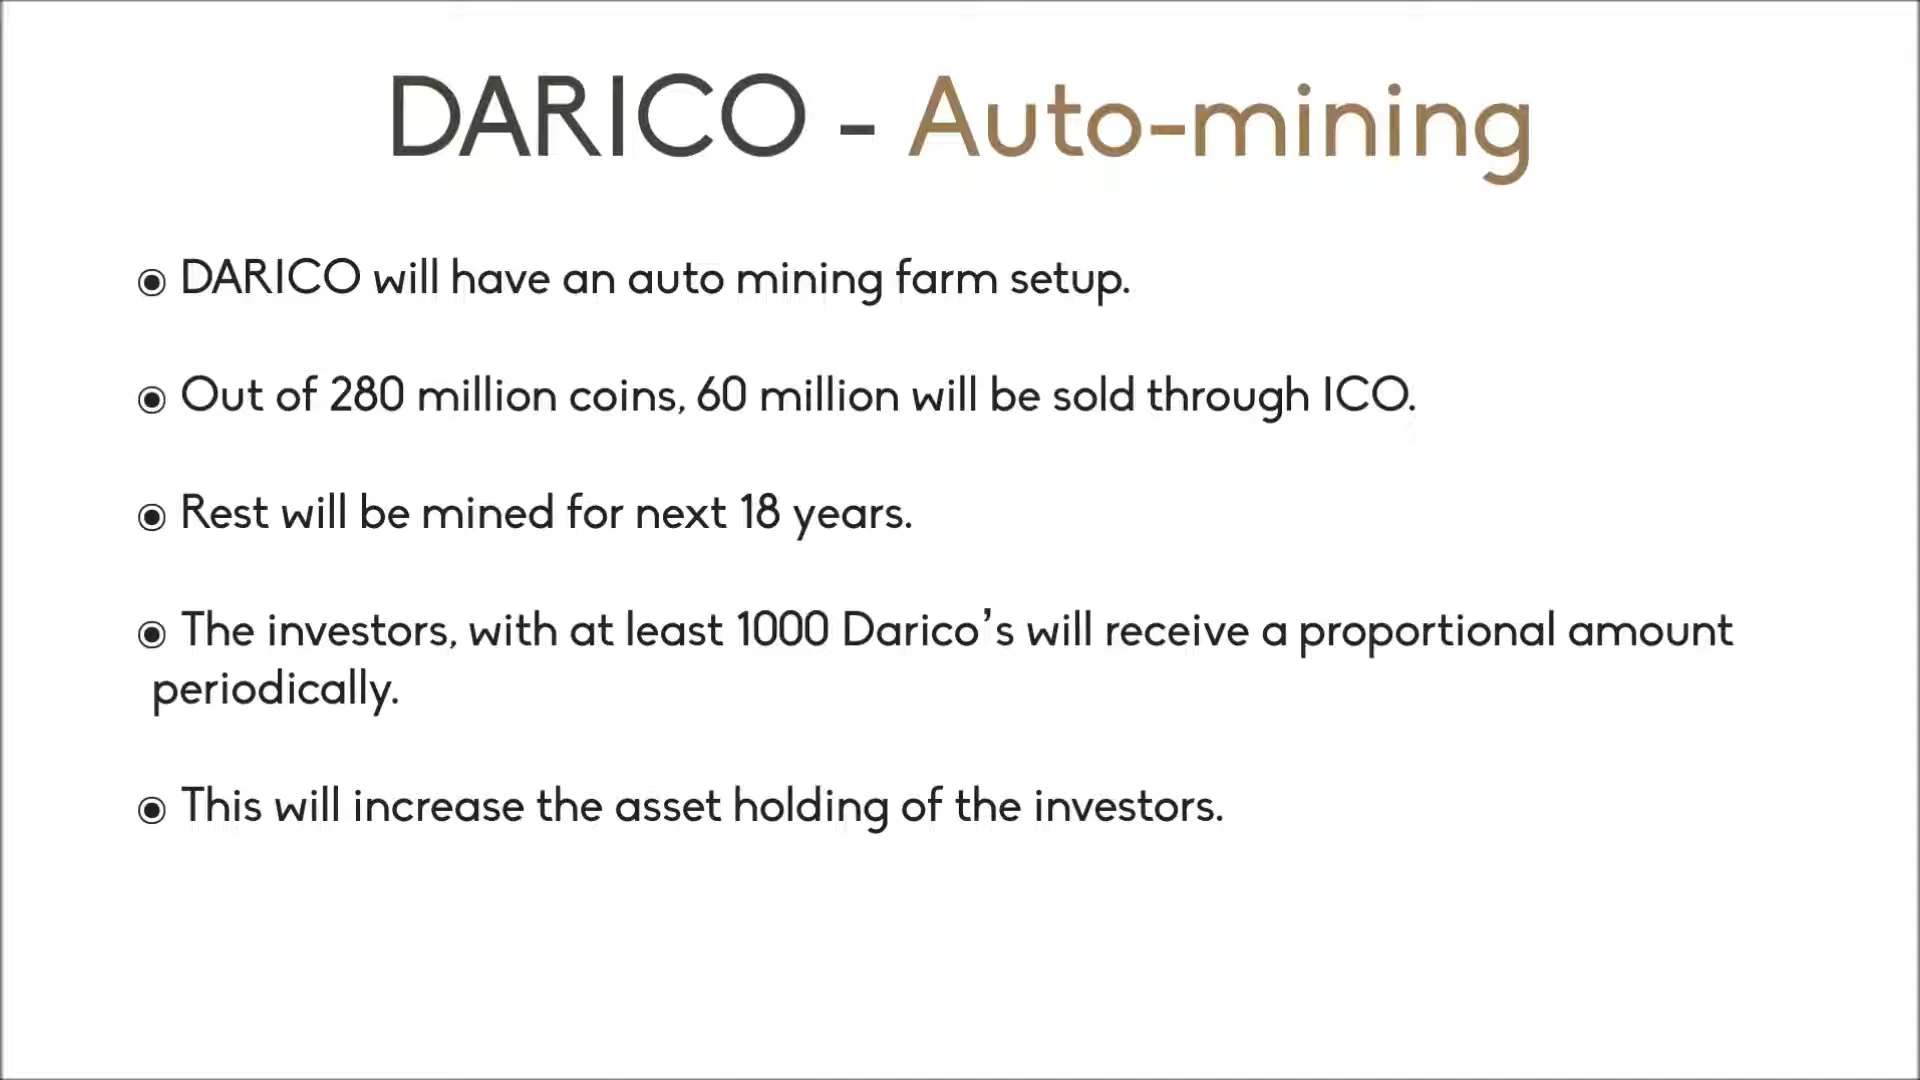 DARICO - Auto-mining
◉ DARICO will have an auto mining farm setup.
◉ Out of 280 million coins, 60 million will be sold through ICO.
◉ Rest will be mined for next 18 years.
◉ The investors, with at least 1000 Darico’s will receive a proportional amount
periodically.
◉ This will increase the asset holding of the investors.